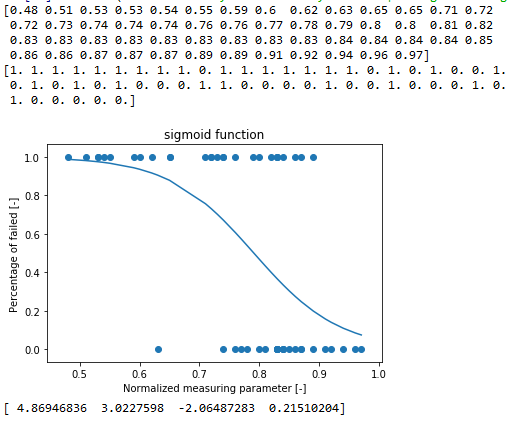 [0.48 0.51 0.53 0.53 0.54 0.55 0.59 0.6  0.62 0.63 0.65 0.65 0.71 0.72
0.72 0.73 0.74 0.74 0.74 0.76 0.76 0.77 0.78 0.79 0.8  0.8  0.81 0.82
0.83 0.83 0.83 0.83 0.83 0.83 0.83 0.83 0.83 0.84 0.84 0.84 0.84 0.85
0.86 0.86 0.87 0.87 0.87 0.89 0.89 0.91 0.92 0.94 0.96 0.97]
[1. 1. 1. 1. 1. 1. 1. 1. 1. 0. 1. 1. 1. 1. 1. 1. 1. 0. 1. 0. 1. 0. 0. 1.
0. 1. 0. 1. 0. 1. 0. 0. 0. 1. 1. 0. 0. 0. 0. 1. 1. 0. 0. 0. 0. 0. 1. 0.
1. 0. 0. 0. 0. 0.]
sigmoid function
1.0
0.8
0.6
0.4
0.2
0.0
Percentage of failed [-]
0.5 0.6 0.7 0.8 0.9 1.0
Normalized measuring parameter [-]
[ 4.86946836  3.0227598  -2.06487283  0.21510204]